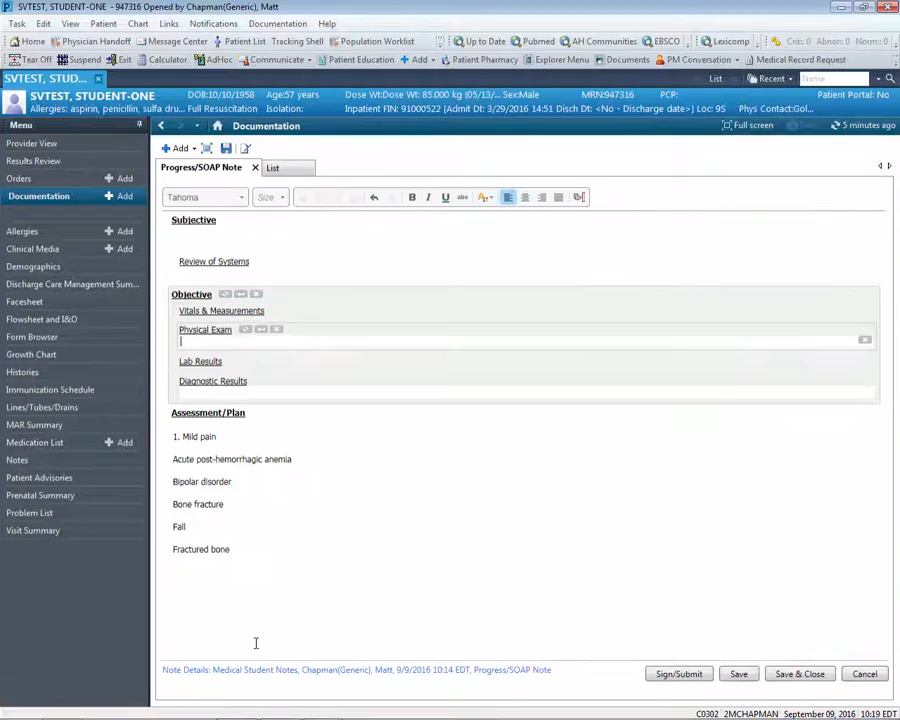 SVTEST, STUDENT-ONE - 947316 Opened by Chapman(Generic), Matt
Task Edit View Patient Chart Links Notifications Documentation Help
Home Physician Handoff Message Center Patient List Tracking Shell Population Worklist Up to Date Pubmed AH Communities EBSCO Lexicomp Crit: 0 Abnor: 0 Norm: 0
Tear Off Suspend Exit Calculator AdHoc Communicate Patient Education Add Patient Pharmacy Explorer Menu Documents PM Conversation Medical Record Request
SVTEST, STUD... List Recent Name
SVTEST, STUDENT-ONE DOB:10/10/1958 Age:57 years Dose Wt:Dose Wt: 85.000 kg (05/13/... Sex:Male MRN:947316 PCP: Patient Portal: No
Allergies: aspirin, penicillin, sulfa dru... Full Resuscitation Isolation: Inpatient FIN: 91000522 [Admit Dt: 3/29/2016 14:51 Disch Dt: <No - Discharge date>] Loc: 9S Phys Contact:Gol...
Menu
Documentation Full screen 5 minutes ago
Provider View
Results Review
Orders Add
Documentation Add
Allergies Add
Clinical Media Add
Demographics
Discharge Care Management Sum...
Facesheet
Flowsheet and I&O
Form Browser
Growth Chart
Histories
Immunization Schedule
Lines/Tubes/Drains
MAR Summary
Medication List Add
Notes
Patient Advisories
Prenatal Summary
Problem List
Visit Summary
Add
Progress/SOAP Note List
Tahoma Size B I U abc A
Subjective
Review of Systems
Objective
Vitals & Measurements
Physical Exam
Lab Results
Diagnostic Results
Assessment/Plan
1. Mild pain
Acute post-hemorrhagic anemia
Bipolar disorder
Bone fracture
Fall
Fractured bone
Note Details: Medical Student Notes, Chapman(Generic), Matt, 9/9/2016 10:14 EDT, Progress/SOAP Note
Sign/Submit Save Save & Close Cancel
C0302 2MCHAPMAN September 09, 2016 10:19 EDT